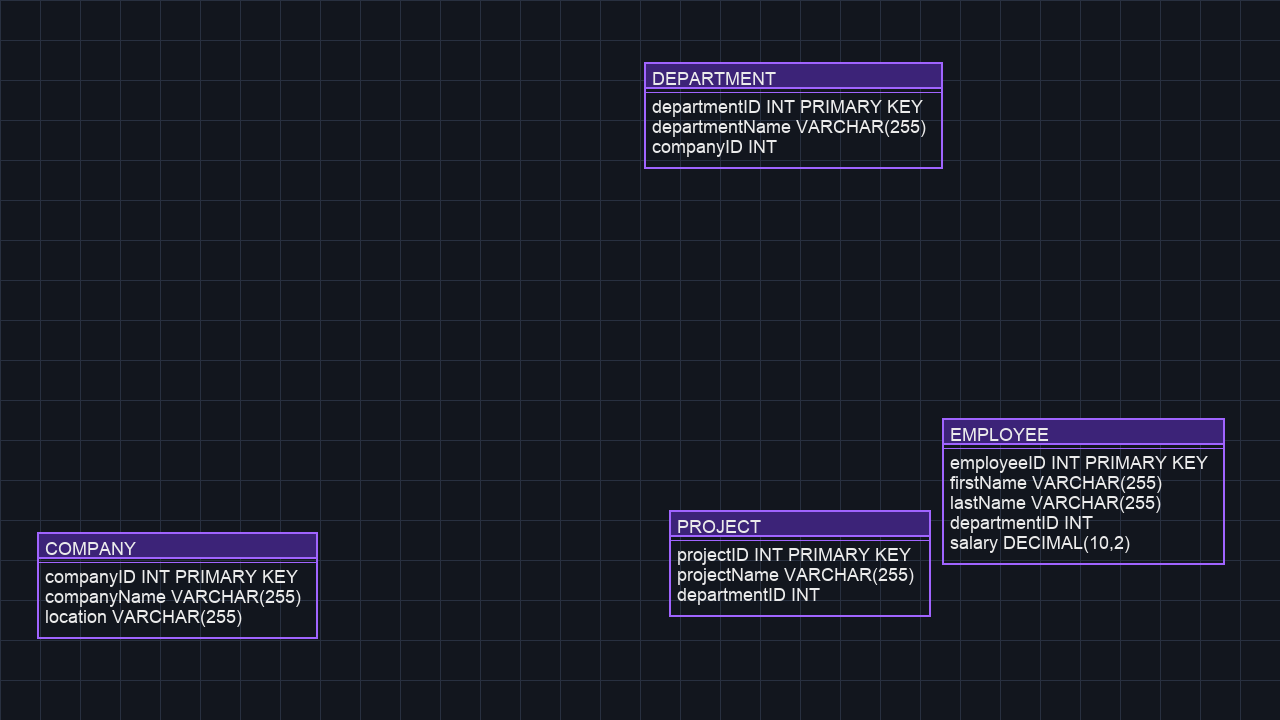 DEPARTMENT
departmentID INT PRIMARY KEY
departmentName VARCHAR(255)
companyID INT
EMPLOYEE
employeeID INT PRIMARY KEY
firstName VARCHAR(255)
lastName VARCHAR(255)
departmentID INT
salary DECIMAL(10,2)
PROJECT
projectID INT PRIMARY KEY
projectName VARCHAR(255)
departmentID INT
COMPANY
companyID INT PRIMARY KEY
companyName VARCHAR(255)
location VARCHAR(255)